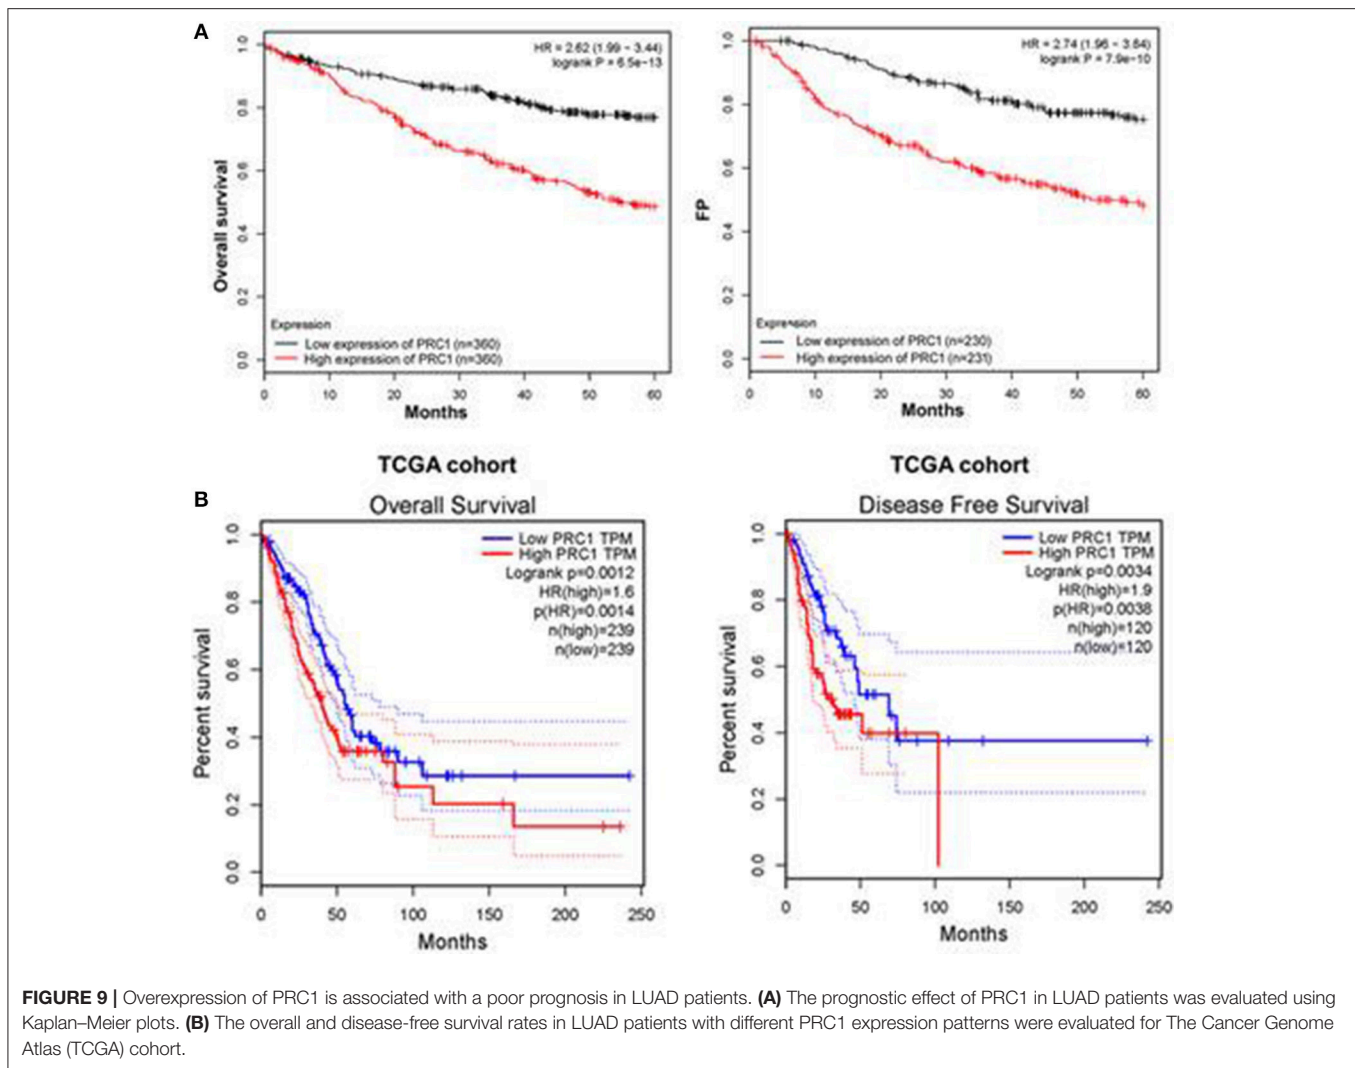 A
HR = 2.62 (1.99 - 3.44)
logrank P = 6.5e-13
Overall survival
1.0
0.8
0.6
0.4
0.2
0.0
Expression
Low expression of PRC1 (n=360)
High expression of PRC1 (n=360)
0 10 20 30 40 50 60
Months
HR = 2.74 (1.96 - 3.84)
logrank P = 7.9e-10
FP
1.0
0.8
0.6
0.4
0.2
0.0
Expression
Low expression of PRC1 (n=230)
High expression of PRC1 (n=231)
0 10 20 30 40 50 60
Months
B
TCGA cohort
Overall Survival
Low PRC1 TPM
High PRC1 TPM
Logrank p=0.0012
HR(high)=1.6
p(HR)=0.0014
n(high)=239
n(low)=239
Percent survival
1.0
0.8
0.6
0.4
0.2
0.0
0 50 100 150 200 250
Months
TCGA cohort
Disease Free Survival
Low PRC1 TPM
High PRC1 TPM
Logrank p=0.0034
HR(high)=1.9
p(HR)=0.0038
n(high)=120
n(low)=120
Percent survival
1.0
0.8
0.6
0.4
0.2
0.0
0 50 100 150 200 250
Months
FIGURE 9 | Overexpression of PRC1 is associated with a poor prognosis in LUAD patients. (A) The prognostic effect of PRC1 in LUAD patients was evaluated using
Kaplan–Meier plots. (B) The overall and disease-free survival rates in LUAD patients with different PRC1 expression patterns were evaluated for The Cancer Genome
Atlas (TCGA) cohort.